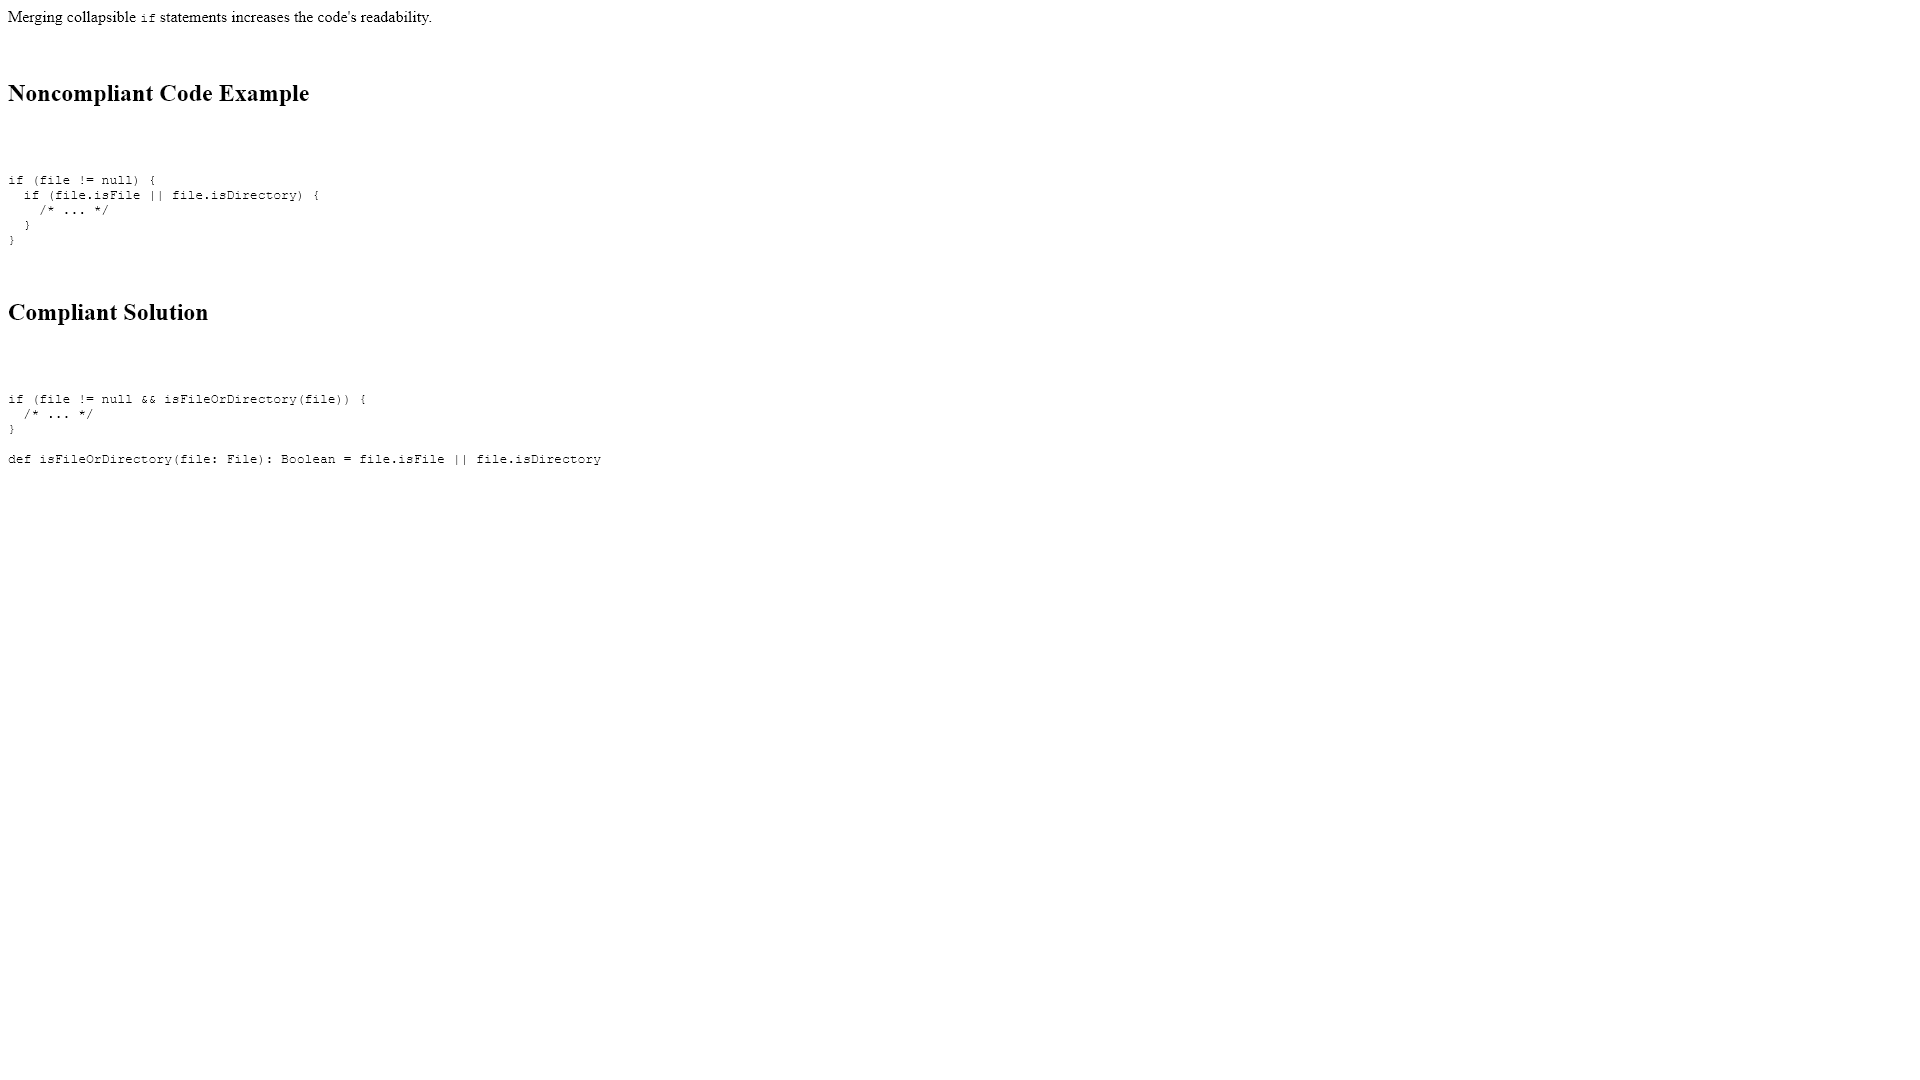 Merging collapsible if statements increases the code's readability.
Noncompliant Code Example
if (file != null) {
  if (file.isFile || file.isDirectory) {
    /* ... */
  }
}
Compliant Solution
if (file != null && isFileOrDirectory(file)) {
  /* ... */
}
def isFileOrDirectory(file: File): Boolean = file.isFile || file.isDirectory